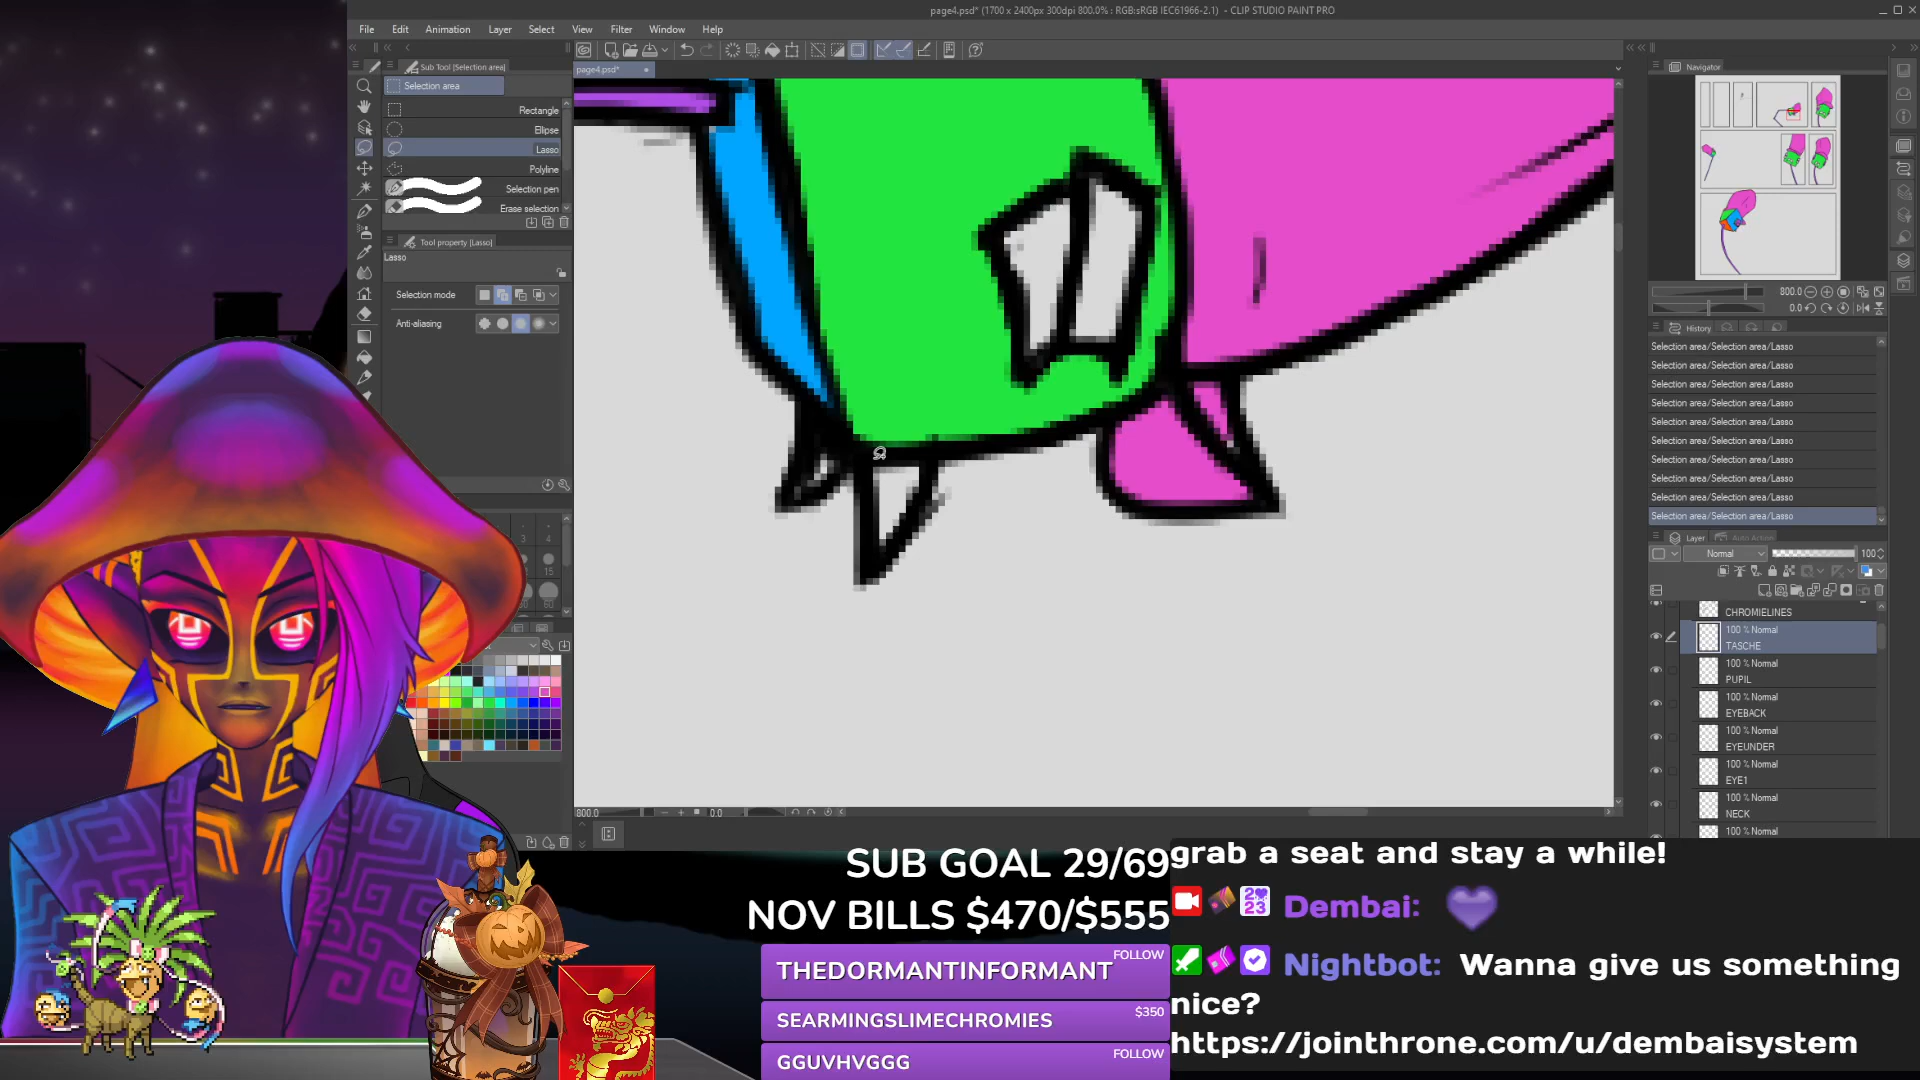 page4.psd* (1700 x 2400px 300dpi 800.0% : RGB:sRGB IEC61966-2.1) - CLIP STUDIO PAINT PRO
File Edit Animation Layer Select View Filter Window Help
Sub Tool [Selection area]
Selection area
Rectangle
Ellipse
Lasso
Polyline
Selection pen
Erase selection
Tool property [Lasso]
Lasso
Selection mode
Anti-aliasing
page4.psd*
Navigator
800.0
0.0
History
Selection area/Selection area/Lasso
Selection area/Selection area/Lasso
Selection area/Selection area/Lasso
Selection area/Selection area/Lasso
Selection area/Selection area/Lasso
Selection area/Selection area/Lasso
Selection area/Selection area/Lasso
Selection area/Selection area/Lasso
Selection area/Selection area/Lasso
Selection area/Selection area/Lasso
Layer Auto Action
Normal 100
CHROMIELINES
100 % Normal
TASCHE
100 % Normal
PUPIL
100 % Normal
EYEBACK
100 % Normal
EYEUNDER
100 % Normal
EYE1
100 % Normal
NECK
100 % Normal
800.0 0.0
SUB GOAL 29/69
NOV BILLS $470/$555
THEDORMANTINFORMANT FOLLOW
SEARMINGSLIMECHROMIES $350
GGUVHVGGG FOLLOW
grab a seat and stay a while!
Dembai:
Nightbot: Wanna give us something
nice?
https://jointhrone.com/u/dembaisystem